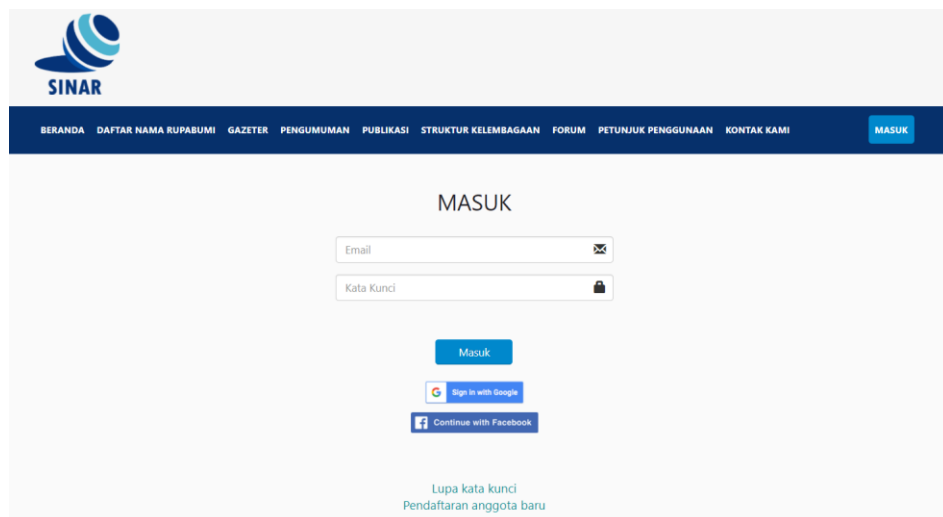 SINAR
BERANDA DAFTAR NAMA RUPABUMI GAZETER PENGUMUMAN PUBLIKASI STRUKTUR KELEMBAGAAN FORUM PETUNJUK PENGGUNAAN KONTAK KAMI MASUK
MASUK
Email
Kata Kunci
Masuk
Sign in with Google
Continue with Facebook
Lupa kata kunci
Pendaftaran anggota baru